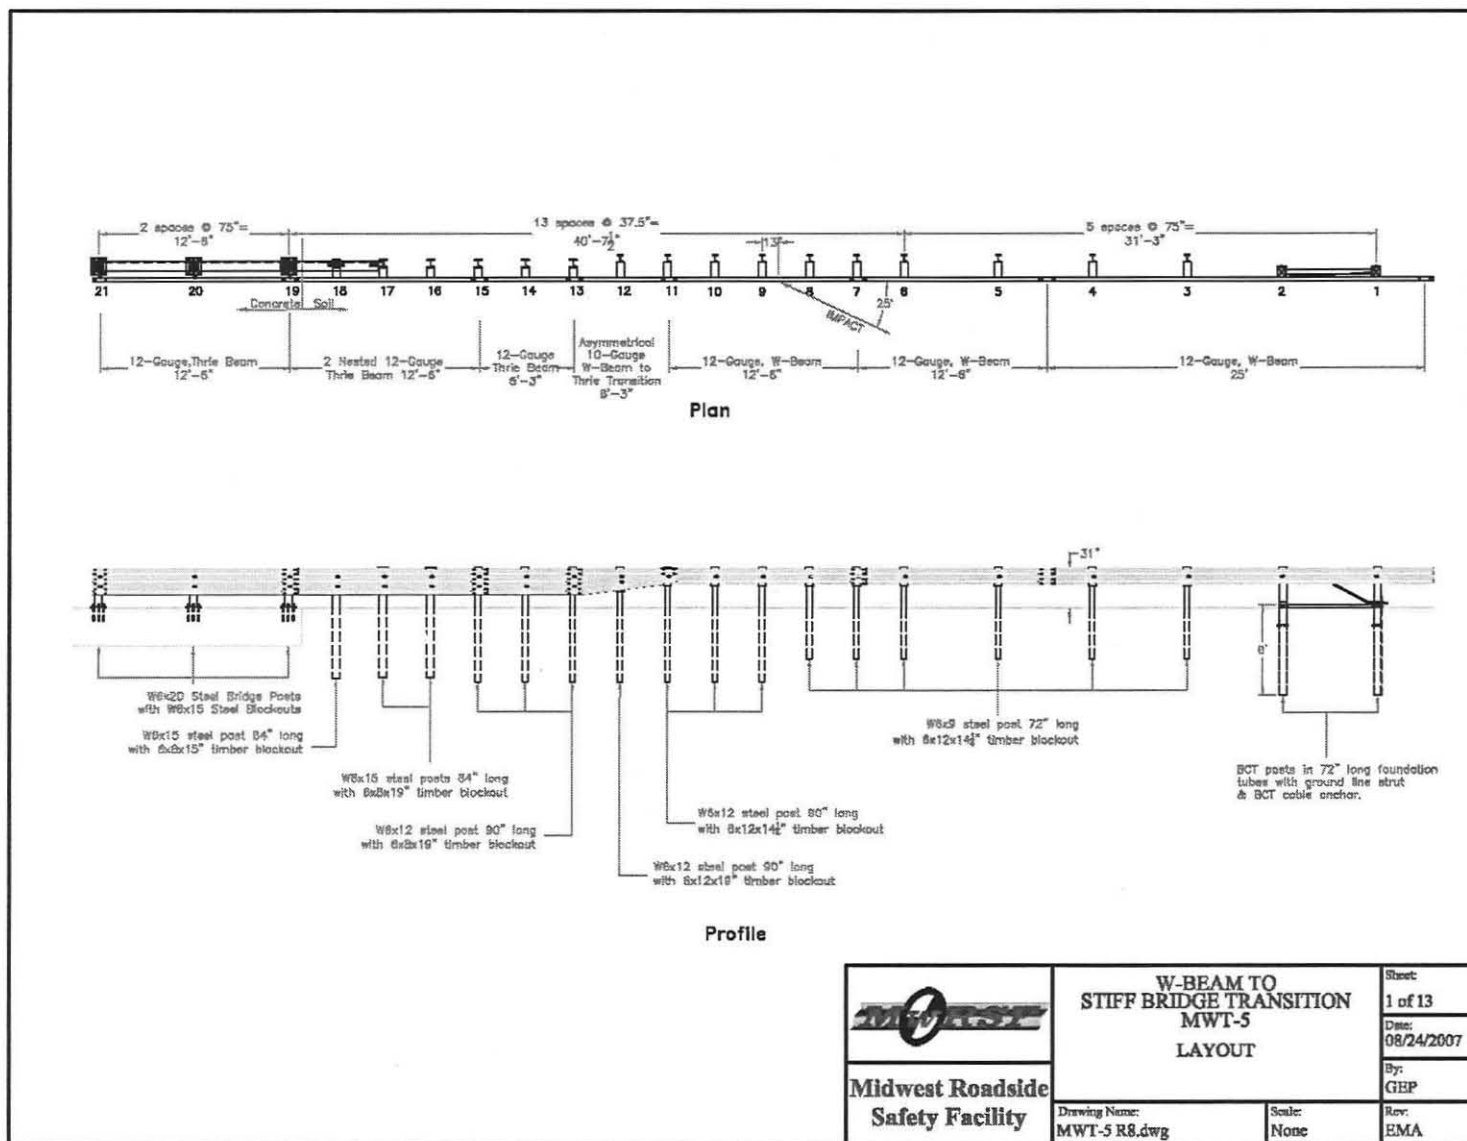 2 spaces @ 75"=
12'-6"
13 spaces @ 37.5"=
40'-7½"
13"
5 spaces @ 75"=
31'-3"
21 20 19 18 17 16 15 14 13 12 11 10 9 8 7 6 5 4 3 2 1
Concrete Soil
IMPACT
25°
12-Gauge,Thrie Beam
12'-6"
2 Nested 12-Gauge
Thrie Beam 12'-6"
12-Gauge
Thrie Beam
6'-3"
Asymmetrical
10-Gauge
W-Beam to
Thrie Transition
6'-3"
12-Gauge, W-Beam
12'-6"
12-Gauge, W-Beam
12'-6"
12-Gauge, W-Beam
25'
Plan
31"
W6x20 Steel Bridge Posts
with W6x15 Steel Blockouts
W6x15 steel post 84" long
with 6x8x15" timber blockout
W6x15 steel posts 84" long
with 6x8x19" timber blockout
W6x12 steel post 90" long
with 6x8x19" timber blockout
W6x12 steel post 90" long
with 6x12x19" timber blockout
W6x12 steel post 90" long
with 6x12x14¼" timber blockout
W6x9 steel post 72" long
with 6x12x14¼" timber blockout
6'
BCT posts in 72" long foundation
tubes with ground line strut
& BCT cable anchor.
Profile
MwRSF
Midwest Roadside
Safety Facility
W-BEAM TO
STIFF BRIDGE TRANSITION
MWT-5
LAYOUT
Sheet:
1 of 13
Date:
08/24/2007
By:
GEP
Drawing Name:
MWT-5 R8.dwg
Scale:
None
Rev:
EMA